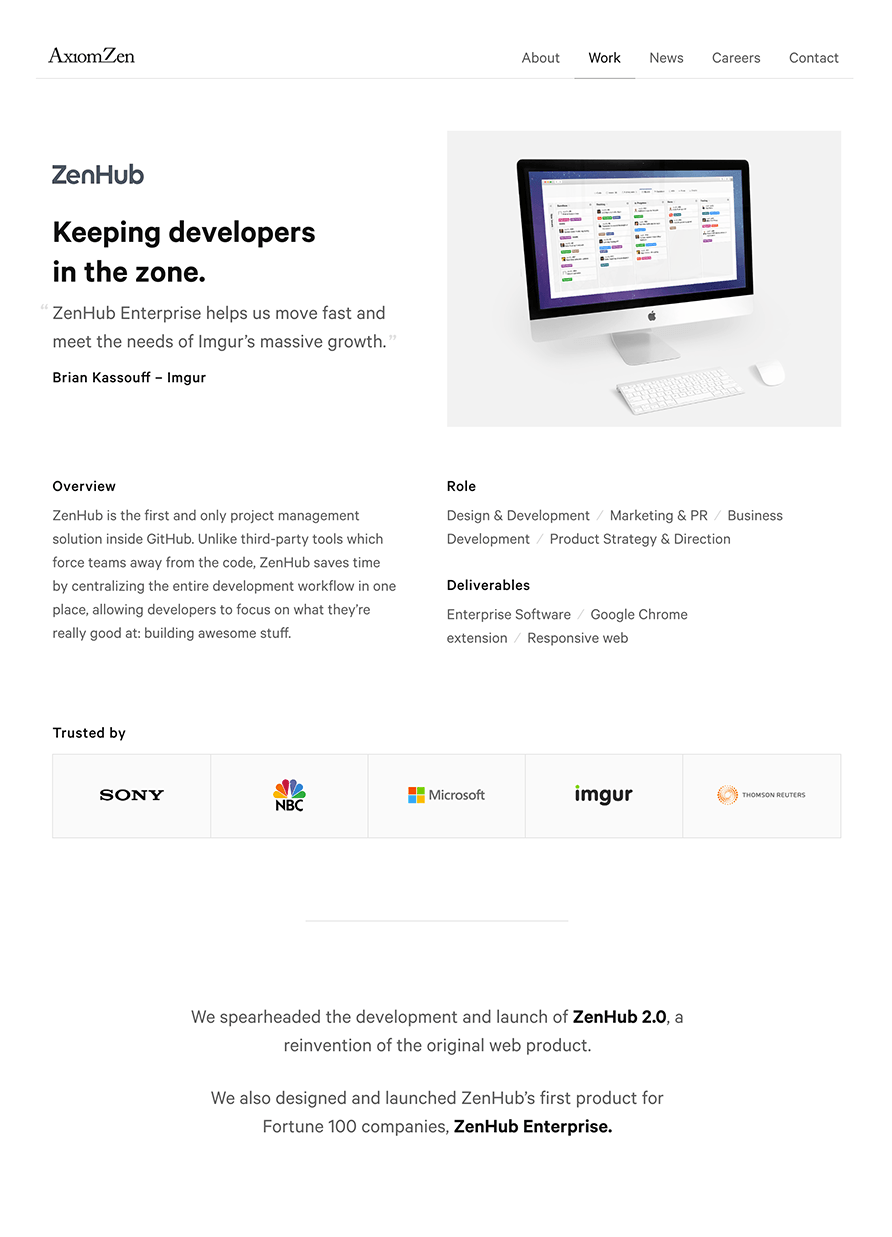 AxıomZen
About Work News Careers Contact
ZenHub
Keeping developers
in the zone.
“ ZenHub Enterprise helps us move fast and
meet the needs of Imgur’s massive growth. ”
Brian Kassouff – Imgur
Overview
ZenHub is the first and only project management
solution inside GitHub. Unlike third-party tools which
force teams away from the code, ZenHub saves time
by centralizing the entire development workflow in one
place, allowing developers to focus on what they’re
really good at: building awesome stuff.
Role
Design & Development / Marketing & PR / Business
Development / Product Strategy & Direction
Deliverables
Enterprise Software / Google Chrome
extension / Responsive web
Trusted by
SONY
NBC
Microsoft
imgur
THOMSON REUTERS
We spearheaded the development and launch of ZenHub 2.0, a
reinvention of the original web product.
We also designed and launched ZenHub’s first product for
Fortune 100 companies, ZenHub Enterprise.